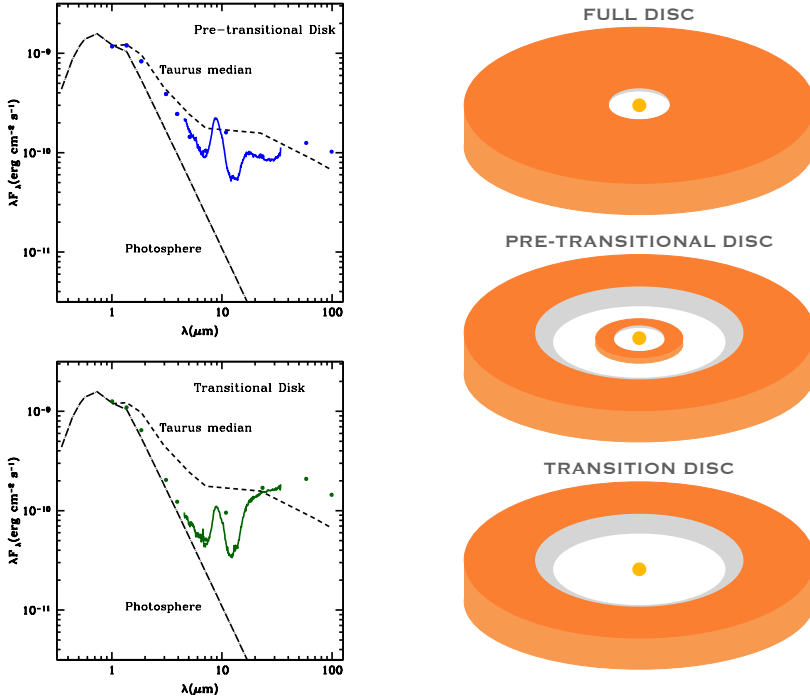 Pre-transitional Disk
Taurus median
Photosphere
10⁻⁹
10⁻¹⁰
10⁻¹¹
λF_λ(erg cm⁻² s⁻¹)
1 10 100
λ(μm)
Transitional Disk
Taurus median
Photosphere
10⁻⁹
10⁻¹⁰
10⁻¹¹
λF_λ(erg cm⁻² s⁻¹)
1 10 100
λ(μm)
FULL DISC
PRE-TRANSITIONAL DISC
TRANSITION DISC